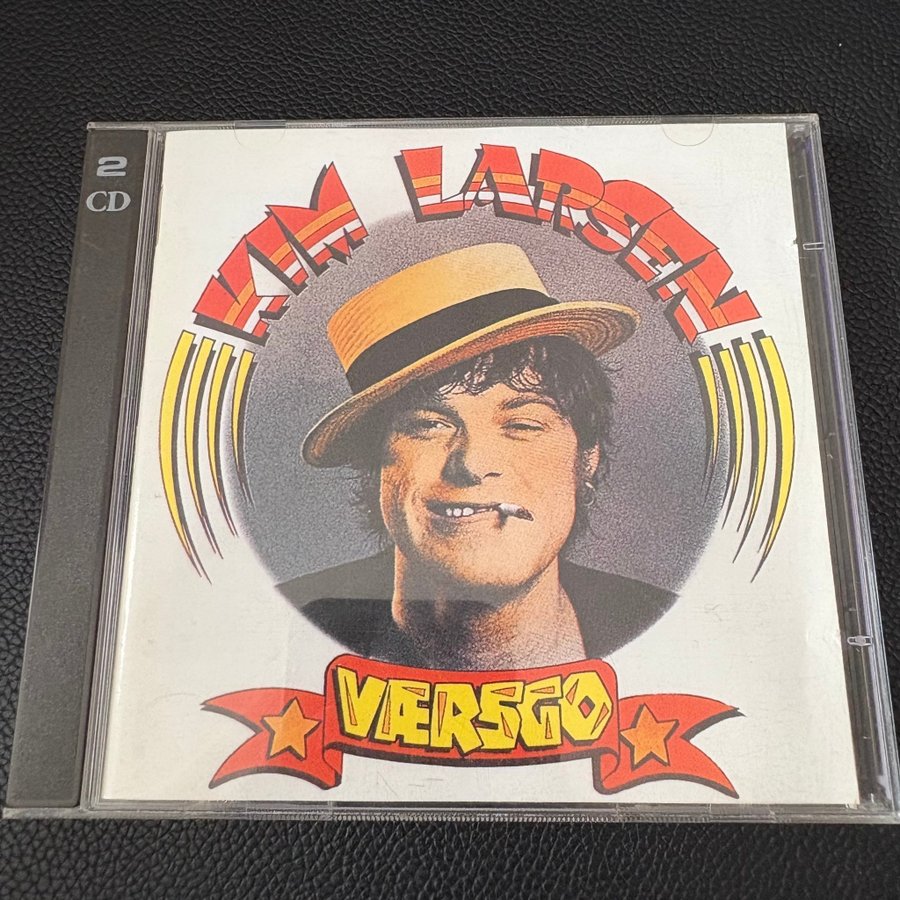 2
CD
KIM LARSEN
VÆRSGO